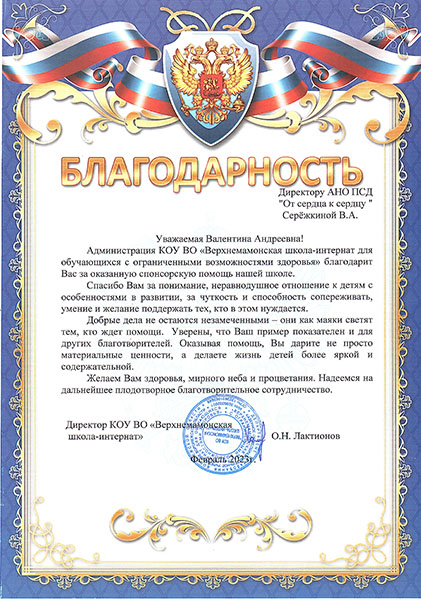 БЛАГОДАРНОСТЬ
Директору АНО ПСД
"От сердца к сердцу "
Серёжкиной В.А.
Уважаемая Валентина Андреевна!
Администрация КОУ ВО «Верхнемамонская школа-интернат для
обучающихся с ограниченными возможностями здоровья» благодарит
Вас за оказанную спонсорскую помощь нашей школе.
Спасибо Вам за понимание, неравнодушное отношение к детям с
особенностями в развитии, за чуткость и способность сопереживать,
умение и желание поддержать тех, кто в этом нуждается.
Добрые дела не остаются незамеченными – они как маяки светят
тем, кто ждет помощи. Уверены, что Ваш пример показателен и для
других благотворителей. Оказывая помощь, Вы дарите не просто
материальные ценности, а делаете жизнь детей более яркой и
содержательной.
Желаем Вам здоровья, мирного неба и процветания. Надеемся на
дальнейшее плодотворное благотворительное сотрудничество.
Директор КОУ ВО «Верхнемамонская
школа-интернат» О.Н. Лактионов
Февраль 2023г.